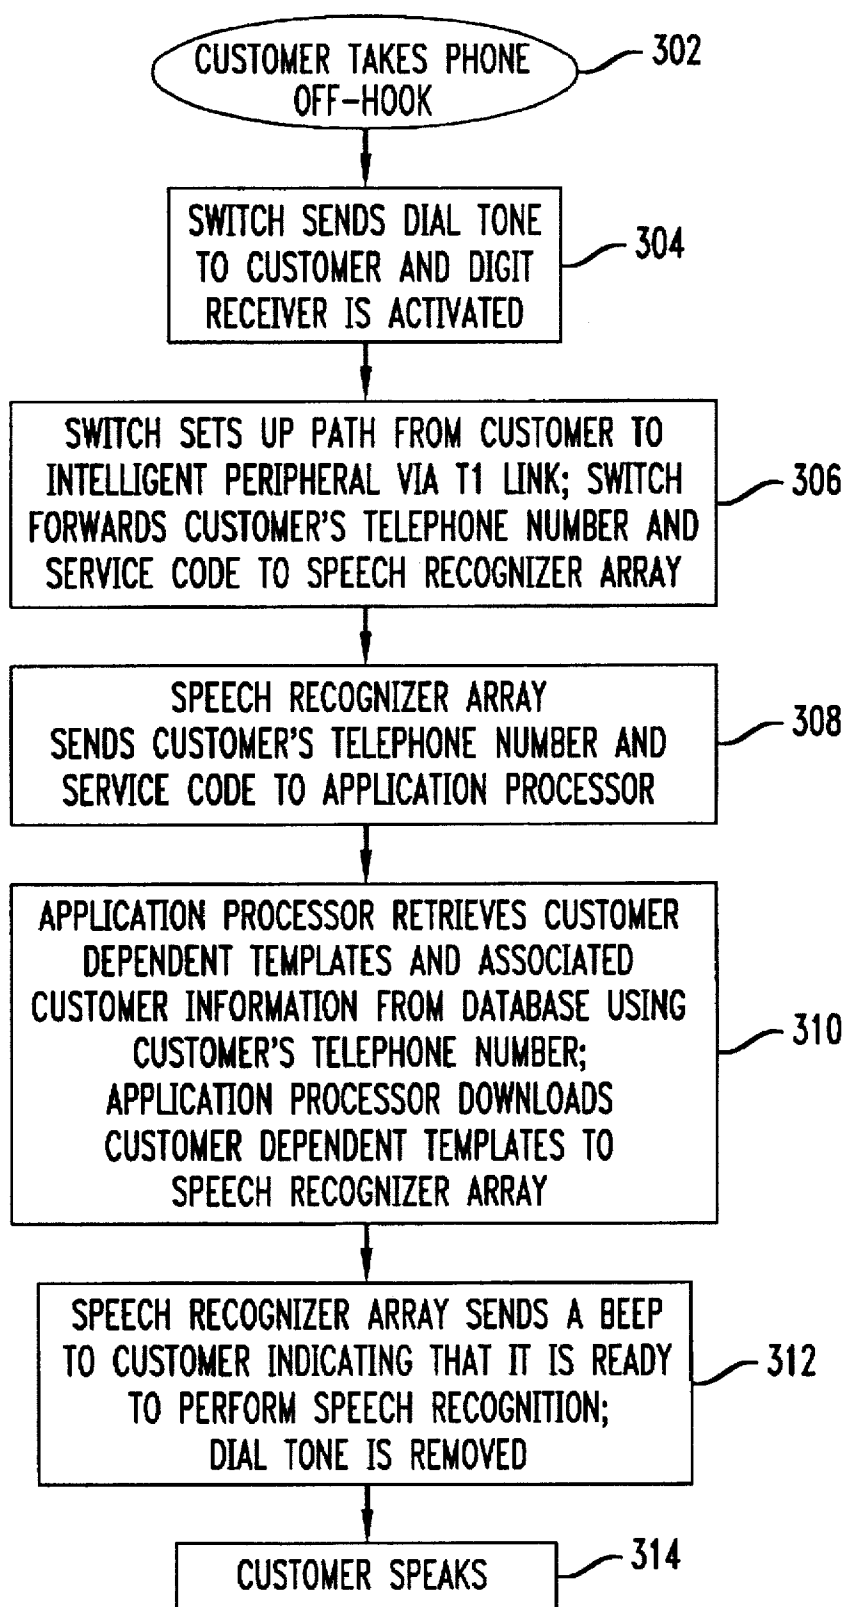 CUSTOMER TAKES PHONE
OFF-HOOK
302
SWITCH SENDS DIAL TONE
TO CUSTOMER AND DIGIT
RECEIVER IS ACTIVATED
304
SWITCH SETS UP PATH FROM CUSTOMER TO
INTELLIGENT PERIPHERAL VIA T1 LINK; SWITCH
FORWARDS CUSTOMER'S TELEPHONE NUMBER AND
SERVICE CODE TO SPEECH RECOGNIZER ARRAY
306
SPEECH RECOGNIZER ARRAY
SENDS CUSTOMER'S TELEPHONE NUMBER AND
SERVICE CODE TO APPLICATION PROCESSOR
308
APPLICATION PROCESSOR RETRIEVES CUSTOMER
DEPENDENT TEMPLATES AND ASSOCIATED
CUSTOMER INFORMATION FROM DATABASE USING
CUSTOMER'S TELEPHONE NUMBER;
APPLICATION PROCESSOR DOWNLOADS
CUSTOMER DEPENDENT TEMPLATES TO
SPEECH RECOGNIZER ARRAY
310
SPEECH RECOGNIZER ARRAY SENDS A BEEP
TO CUSTOMER INDICATING THAT IT IS READY
TO PERFORM SPEECH RECOGNITION;
DIAL TONE IS REMOVED
312
CUSTOMER SPEAKS
314